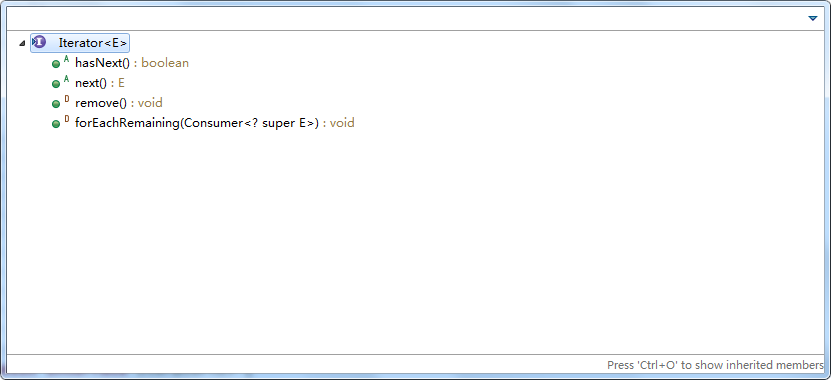 Iterator<E>
A hasNext() : boolean
A next() : E
D remove() : void
D forEachRemaining(Consumer<? super E>) : void
Press 'Ctrl+O' to show inherited members